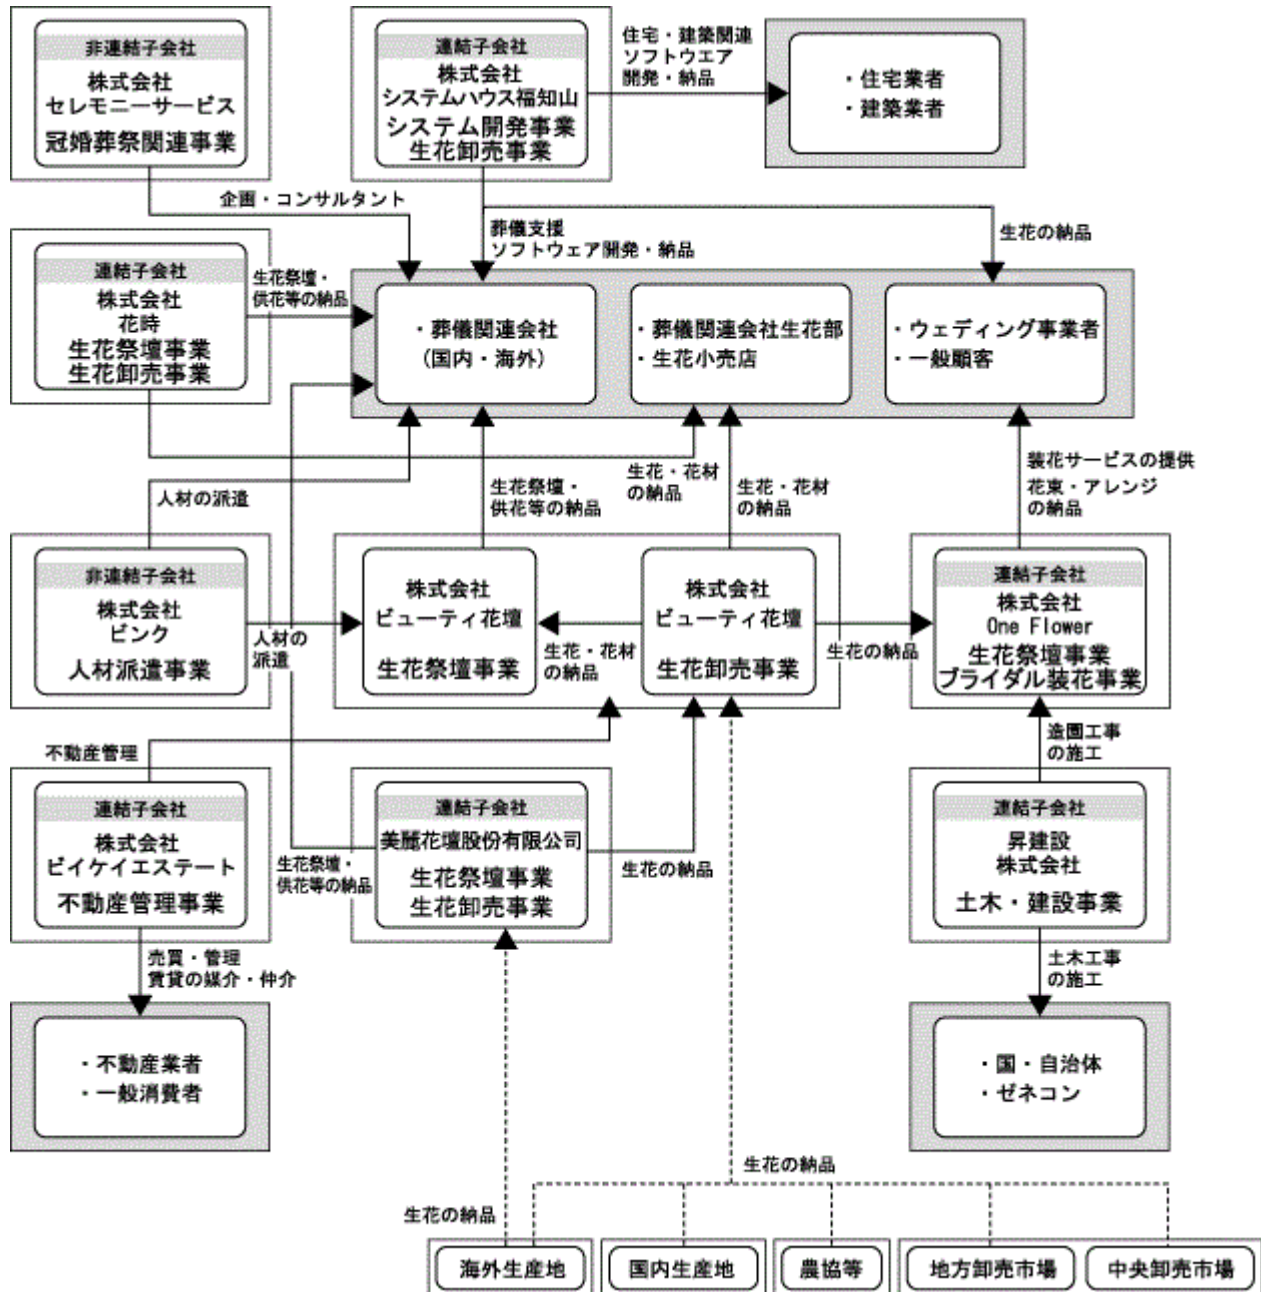 非連結子会社
株式会社
セレモニーサービス
冠婚葬祭関連事業
連結子会社
株式会社
システムハウス福知山
システム開発事業
生花卸売事業
住宅・建築関連
ソフトウエア
開発・納品
・住宅業者
・建築業者
企画・コンサルタント
葬儀支援
ソフトウェア開発・納品
生花の納品
連結子会社
株式会社
花時
生花祭壇事業
生花卸売事業
生花祭壇・
供花等の納品
・葬儀関連会社
(国内・海外)
・葬儀関連会社生花部
・生花小売店
・ウェディング事業者
・一般顧客
人材の派遣
生花祭壇・
供花等の納品
生花・花材
の納品
生花・花材
の納品
装花サービスの提供
花束・アレンジ
の納品
非連結子会社
株式会社
ビンク
人材派遣事業
人材の
派遣
株式会社
ビューティ花壇
生花祭壇事業
生花・花材
の納品
株式会社
ビューティ花壇
生花卸売事業
生花の納品
連結子会社
株式会社
One Flower
生花祭壇事業
ブライダル装花事業
不動産管理
造園工事
の施工
連結子会社
株式会社
ビイケイエステート
不動産管理事業
生花祭壇・
供花等の納品
連結子会社
美麗花壇股份有限公司
生花祭壇事業
生花卸売事業
生花の納品
連結子会社
昇建設
株式会社
土木・建設事業
売買・管理
賃貸の媒介・仲介
土木工事
の施工
・不動産業者
・一般消費者
・国・自治体
・ゼネコン
生花の納品
生花の納品
海外生産地
国内生産地
農協等
地方卸売市場
中央卸売市場